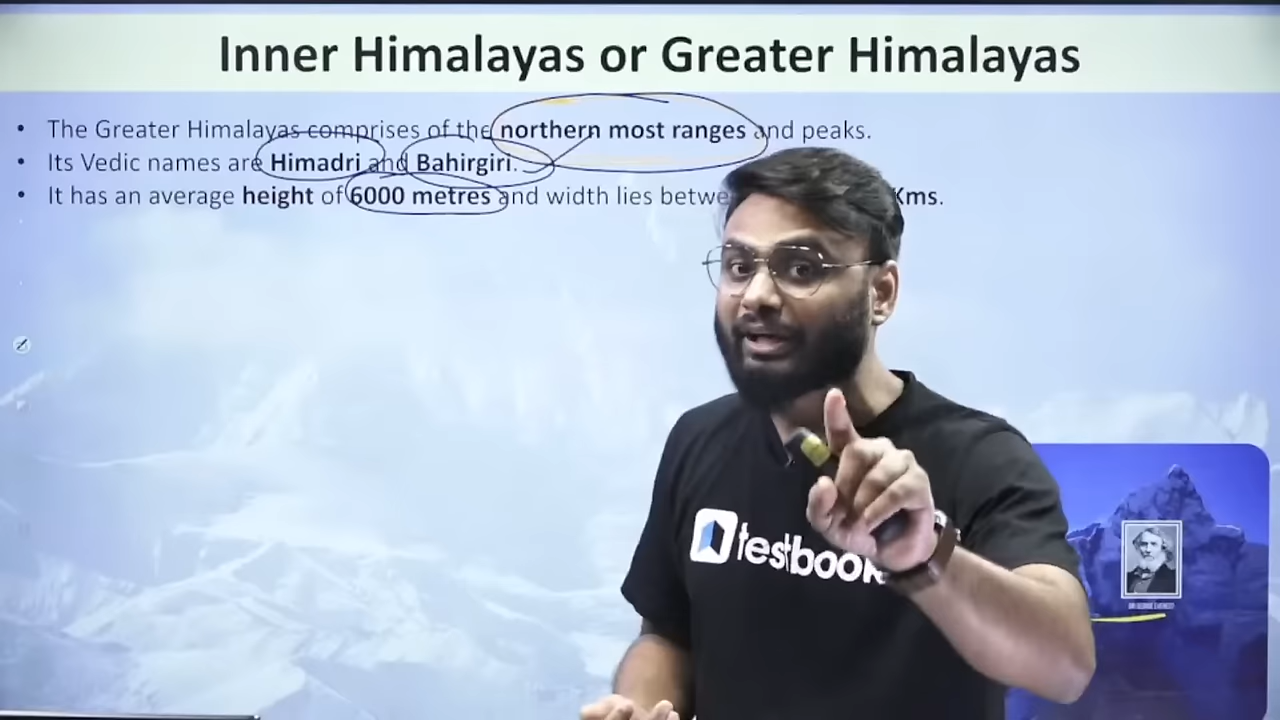 Inner Himalayas or Greater Himalayas
• The Greater Himalayas comprises of the northern most ranges and peaks.
• Its Vedic names are Himadri and Bahirgiri.
• It has an average height of 6000 metres and width lies Kms.
testbook